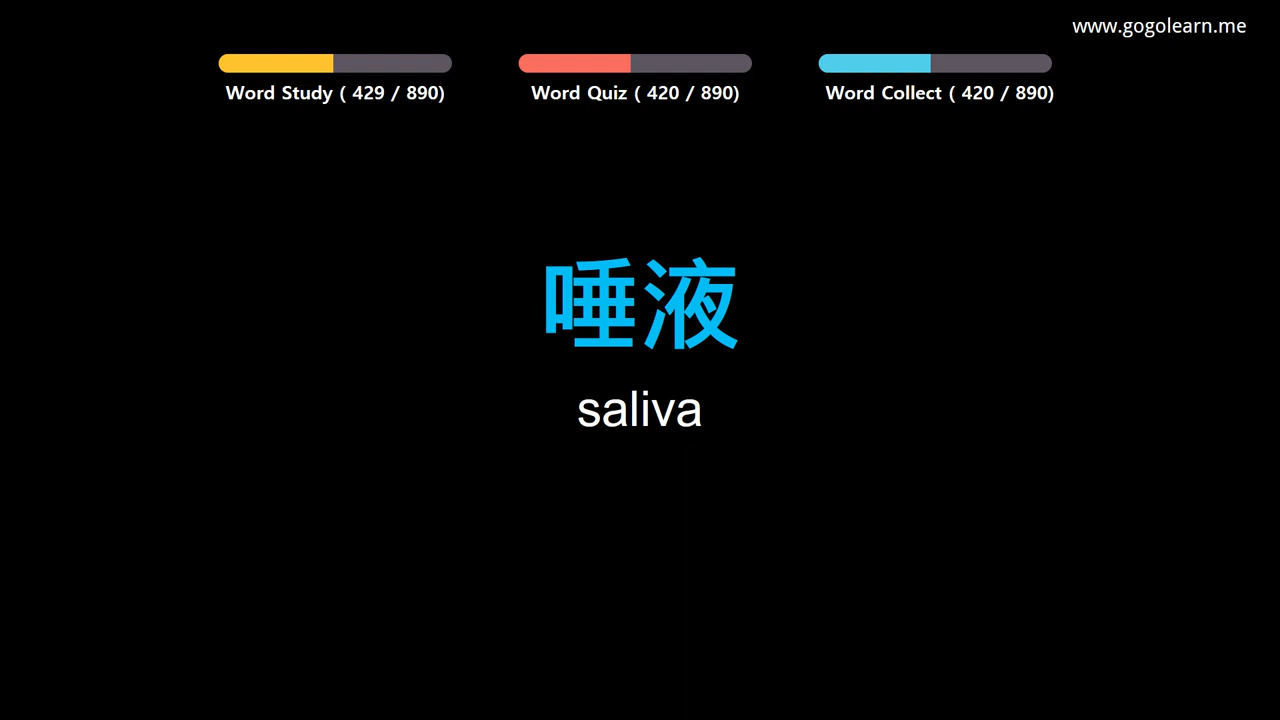 www.gogolearn.me
Word Study ( 429 / 890)
Word Quiz ( 420 / 890)
Word Collect ( 420 / 890)
唾液
saliva